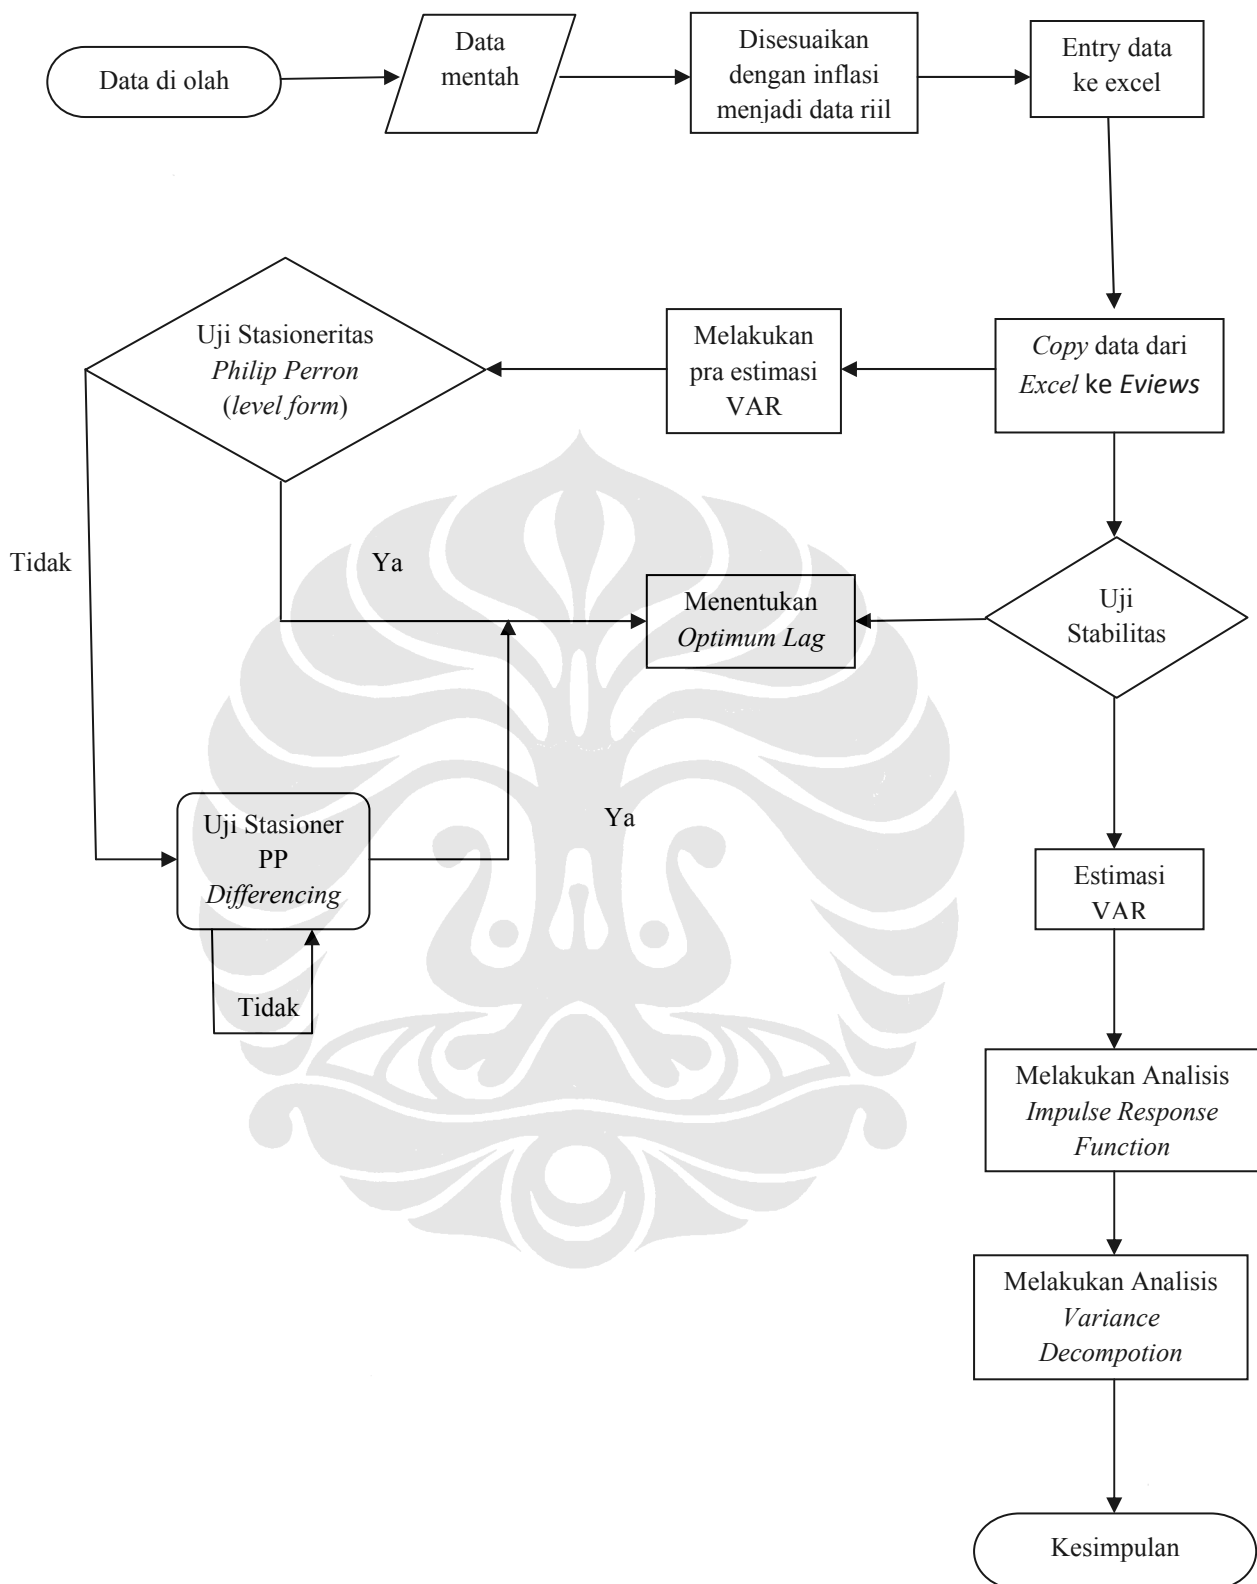 Data di olah
Data
mentah
Disesuaikan
dengan inflasi
menjadi data riil
Entry data
ke excel
Uji Stasioneritas
Philip Perron
(level form)
Melakukan
pra estimasi
VAR
Copy data dari
Excel ke Eviews
Tidak
Ya
Menentukan
Optimum Lag
Uji
Stabilitas
Uji Stasioner
PP
Differencing
Ya
Tidak
Estimasi
VAR
Melakukan Analisis
Impulse Response
Function
Melakukan Analisis
Variance
Decompotion
Kesimpulan